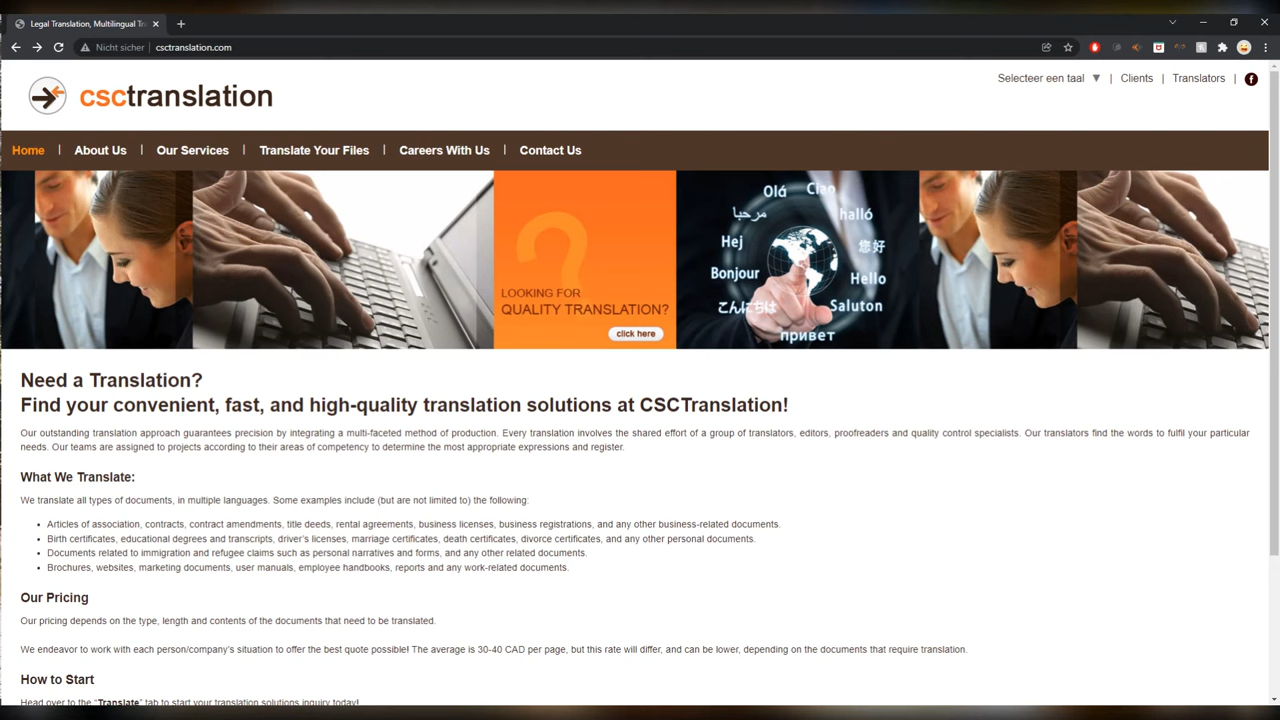 Legal Translation, Multilingual Tr
Nicht sicher | csctranslation.com
Selecteer een taal ▼ | Clients | Translators |
csctranslation
Home | About Us | Our Services | Translate Your Files | Careers With Us | Contact Us
LOOKING FOR
QUALITY TRANSLATION?
click here
Olá Ciao
مرحبا halló
Hej 您好
Bonjour Hello
こんにちは Saluton
привет
Need a Translation?
Find your convenient, fast, and high-quality translation solutions at CSCTranslation!
Our outstanding translation approach guarantees precision by integrating a multi-faceted method of production. Every translation involves the shared effort of a group of translators, editors, proofreaders and quality control specialists. Our translators find the words to fulfil your particular
needs. Our teams are assigned to projects according to their areas of competency to determine the most appropriate expressions and register.
What We Translate:
We translate all types of documents, in multiple languages. Some examples include (but are not limited to) the following:
• Articles of association, contracts, contract amendments, title deeds, rental agreements, business licenses, business registrations, and any other business-related documents.
• Birth certificates, educational degrees and transcripts, driver's licenses, marriage certificates, death certificates, divorce certificates, and any other personal documents.
• Documents related to immigration and refugee claims such as personal narratives and forms, and any other related documents.
• Brochures, websites, marketing documents, user manuals, employee handbooks, reports and any work-related documents.
Our Pricing
Our pricing depends on the type, length and contents of the documents that need to be translated.
We endeavor to work with each person/company's situation to offer the best quote possible! The average is 30-40 CAD per page, but this rate will differ, and can be lower, depending on the documents that require translation.
How to Start
Head over to the "Translate" tab to start your translation solutions inquiry today!